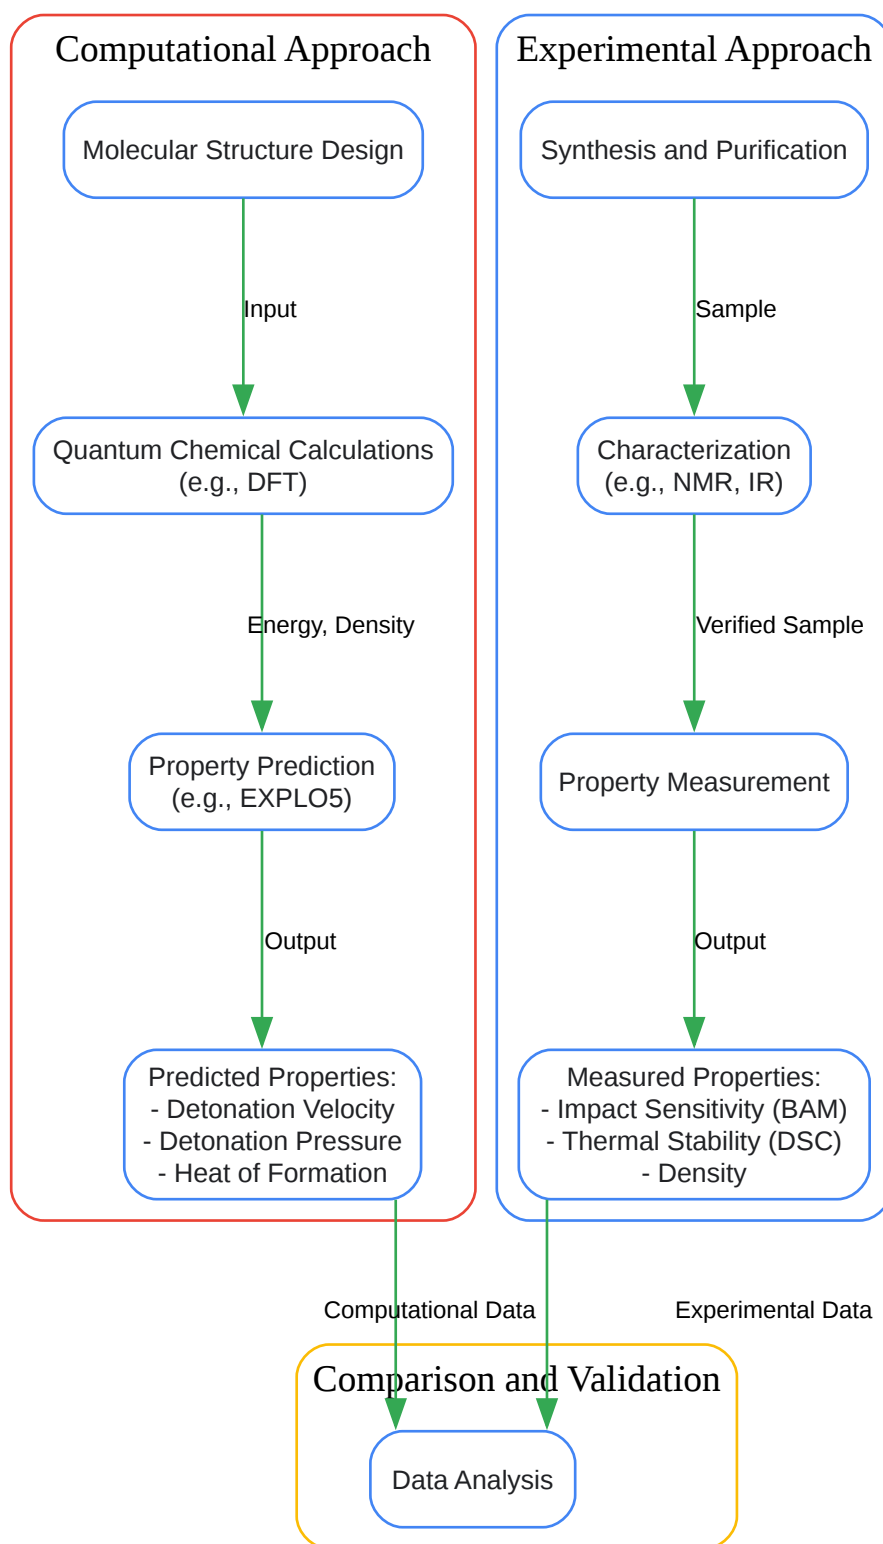 Computational Approach
Molecular Structure Design
Input
Quantum Chemical Calculations
(e.g., DFT)
Energy, Density
Property Prediction
(e.g., EXPLO5)
Output
Predicted Properties:
- Detonation Velocity
- Detonation Pressure
- Heat of Formation
Computational Data
Experimental Approach
Synthesis and Purification
Sample
Characterization
(e.g., NMR, IR)
Verified Sample
Property Measurement
Output
Measured Properties:
- Impact Sensitivity (BAM)
- Thermal Stability (DSC)
- Density
Experimental Data
Comparison and Validation
Data Analysis